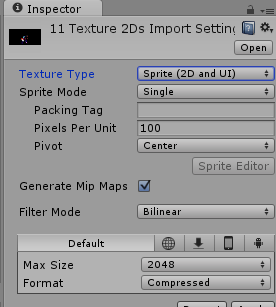 Inspector
11 Texture 2Ds Import Setting
Open
Texture Type Sprite (2D and UI)
Sprite Mode Single
Packing Tag
Pixels Per Unit 100
Pivot Center
Sprite Editor
Generate Mip Maps
Filter Mode Bilinear
Default
Max Size 2048
Format Compressed